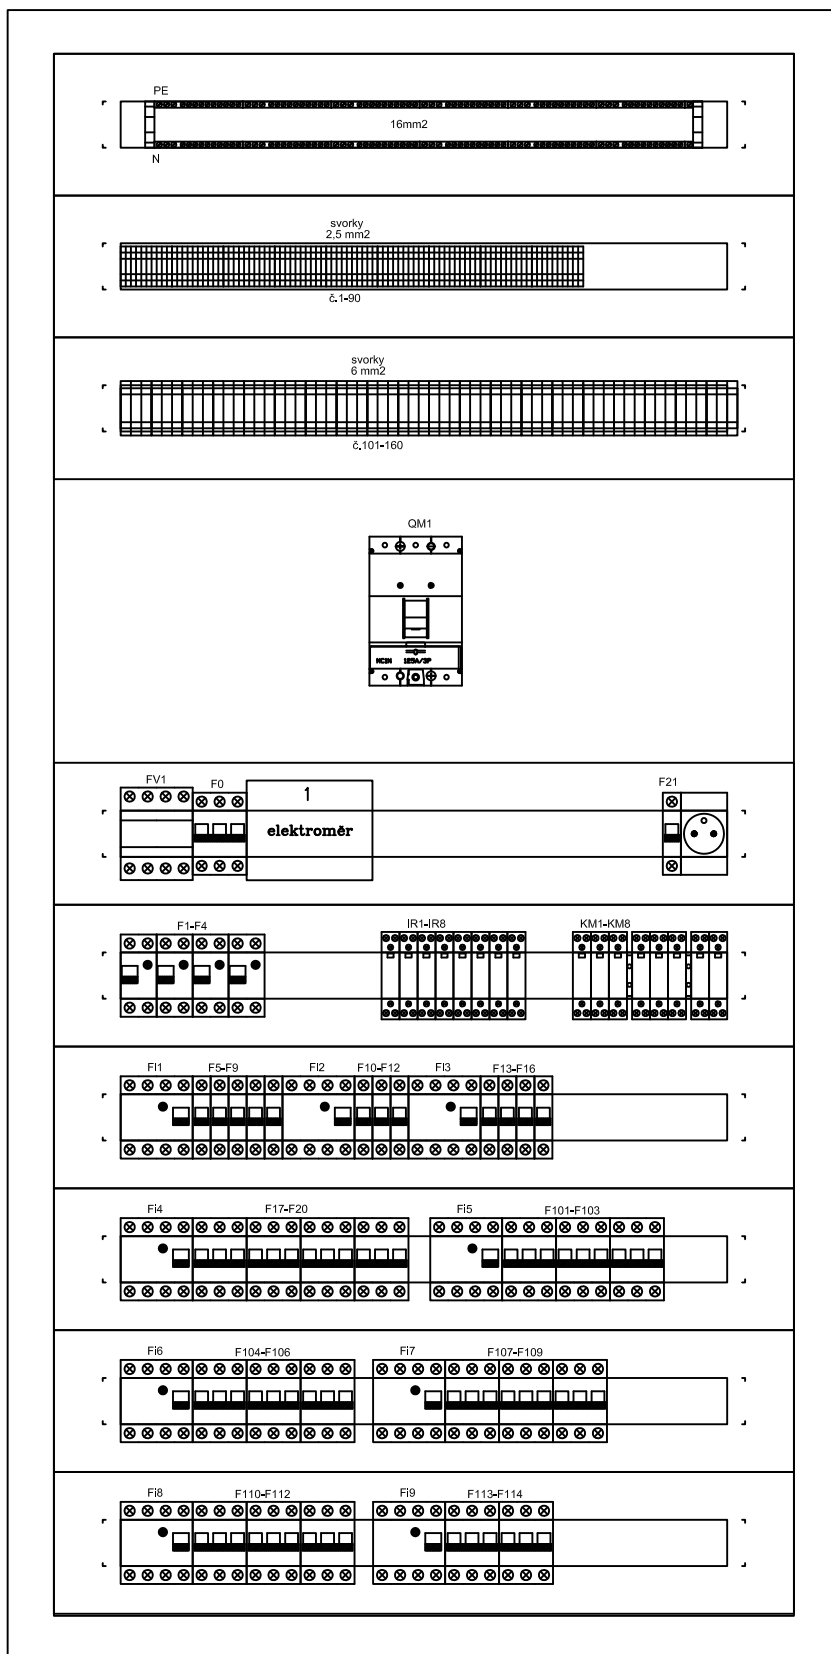 PE
16mm2
N
svorky
2,5 mm2
č.1-90
svorky
6 mm2
č.101-160
QM1
MC1N 125A/3P
FV1 F0 F21
1
elektroměr
F1-F4 IR1-IR8 KM1-KM8
FI1 F5-F9 FI2 F10-F12 FI3 F13-F16
Fi4 F17-F20 Fi5 F101-F103
Fi6 F104-F106 Fi7 F107-F109
Fi8 F110-F112 Fi9 F113-F114